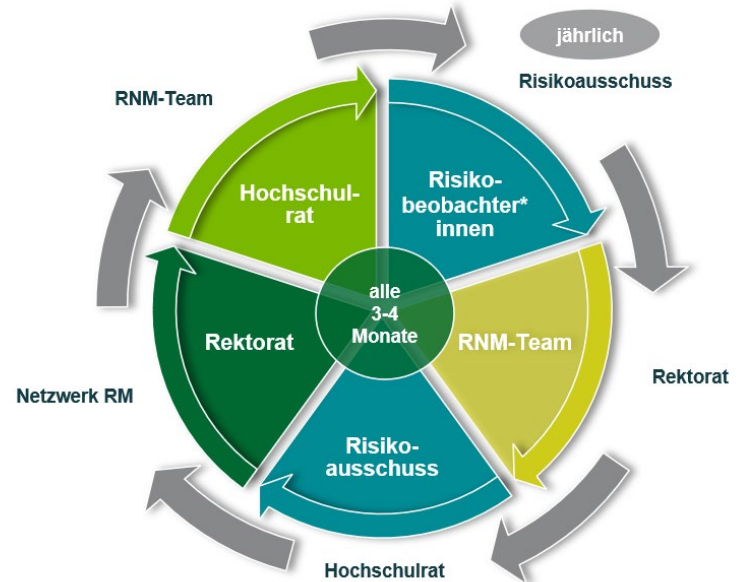 jährlich
Risikoausschuss
RNM-Team
Hochschul-
rat
Risiko-
beobachter*
innen
alle
3-4
Monate
Rektorat
RNM-Team
Rektorat
Netzwerk RM
Risiko-
ausschuss
Hochschulrat